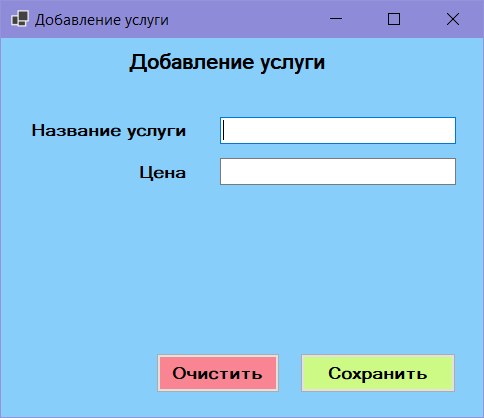 Добавление услуги
Добавление услуги
Название услуги
Цена
Очистить Сохранить